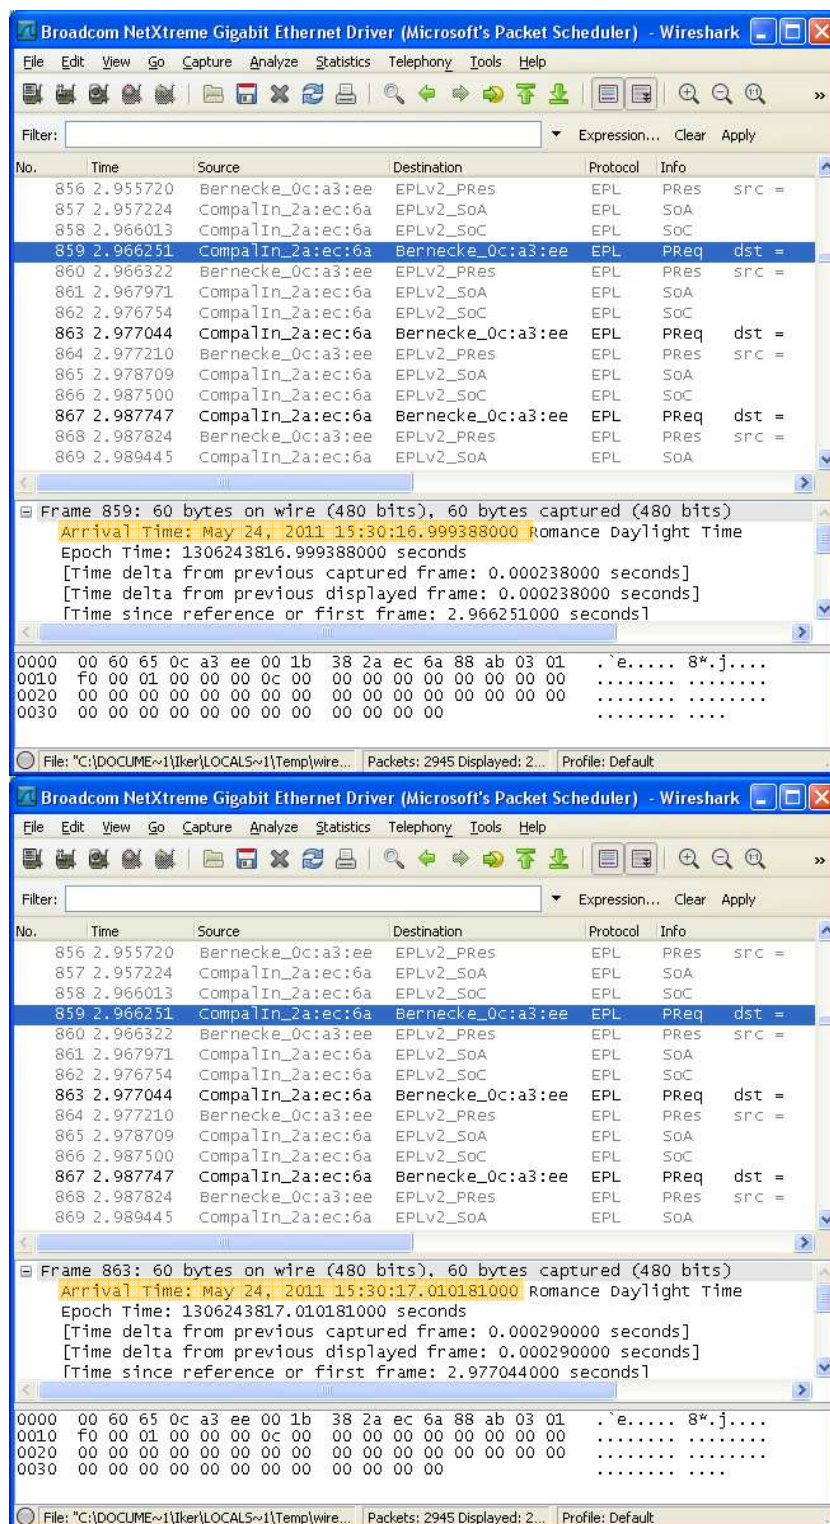 Broadcom NetXtreme Gigabit Ethernet Driver (Microsoft's Packet Scheduler) - Wireshark
File Edit View Go Capture Analyze Statistics Telephony Tools Help
Filter: Expression... Clear Apply
No. Time Source Destination Protocol Info
856 2.955720 Bernecke_0c:a3:ee EPLv2_PRes EPL PRes src =
857 2.957224 CompalIn_2a:ec:6a EPLv2_SoA EPL SoA
858 2.966013 CompalIn_2a:ec:6a EPLv2_SoC EPL SoC
859 2.966251 CompalIn_2a:ec:6a Bernecke_0c:a3:ee EPL PReq dst =
860 2.966322 Bernecke_0c:a3:ee EPLv2_PRes EPL PRes src =
861 2.967971 CompalIn_2a:ec:6a EPLv2_SoA EPL SoA
862 2.976754 CompalIn_2a:ec:6a EPLv2_SoC EPL SoC
863 2.977044 CompalIn_2a:ec:6a Bernecke_0c:a3:ee EPL PReq dst =
864 2.977210 Bernecke_0c:a3:ee EPLv2_PRes EPL PRes src =
865 2.978709 CompalIn_2a:ec:6a EPLv2_SoA EPL SoA
866 2.987500 CompalIn_2a:ec:6a EPLv2_SoC EPL SoC
867 2.987747 CompalIn_2a:ec:6a Bernecke_0c:a3:ee EPL PReq dst =
868 2.987824 Bernecke_0c:a3:ee EPLv2_PRes EPL PRes src =
869 2.989445 CompalIn_2a:ec:6a EPLv2_SoA EPL SoA
Frame 859: 60 bytes on wire (480 bits), 60 bytes captured (480 bits)
Arrival Time: May 24, 2011 15:30:16.999388000 Romance Daylight Time
Epoch Time: 1306243816.999388000 seconds
[Time delta from previous captured frame: 0.000238000 seconds]
[Time delta from previous displayed frame: 0.000238000 seconds]
[Time since reference or first frame: 2.966251000 seconds]
0000 00 60 65 0c a3 ee 00 1b 38 2a ec 6a 88 ab 03 01 .`e..... 8*.j....
0010 f0 00 01 00 00 00 0c 00 00 00 00 00 00 00 00 00 ........ ........
0020 00 00 00 00 00 00 00 00 00 00 00 00 00 00 00 00 ........ ........
0030 00 00 00 00 00 00 00 00 00 00 00 00 ........ ....
File: "C:\DOCUME~1\Iker\LOCALS~1\Temp\wire... Packets: 2945 Displayed: 2... Profile: Default
Broadcom NetXtreme Gigabit Ethernet Driver (Microsoft's Packet Scheduler) - Wireshark
File Edit View Go Capture Analyze Statistics Telephony Tools Help
Filter: Expression... Clear Apply
No. Time Source Destination Protocol Info
856 2.955720 Bernecke_0c:a3:ee EPLv2_PRes EPL PRes src =
857 2.957224 CompalIn_2a:ec:6a EPLv2_SoA EPL SoA
858 2.966013 CompalIn_2a:ec:6a EPLv2_SoC EPL SoC
859 2.966251 CompalIn_2a:ec:6a Bernecke_0c:a3:ee EPL PReq dst =
860 2.966322 Bernecke_0c:a3:ee EPLv2_PRes EPL PRes src =
861 2.967971 CompalIn_2a:ec:6a EPLv2_SoA EPL SoA
862 2.976754 CompalIn_2a:ec:6a EPLv2_SoC EPL SoC
863 2.977044 CompalIn_2a:ec:6a Bernecke_0c:a3:ee EPL PReq dst =
864 2.977210 Bernecke_0c:a3:ee EPLv2_PRes EPL PRes src =
865 2.978709 CompalIn_2a:ec:6a EPLv2_SoA EPL SoA
866 2.987500 CompalIn_2a:ec:6a EPLv2_SoC EPL SoC
867 2.987747 CompalIn_2a:ec:6a Bernecke_0c:a3:ee EPL PReq dst =
868 2.987824 Bernecke_0c:a3:ee EPLv2_PRes EPL PRes src =
869 2.989445 CompalIn_2a:ec:6a EPLv2_SoA EPL SoA
Frame 863: 60 bytes on wire (480 bits), 60 bytes captured (480 bits)
Arrival Time: May 24, 2011 15:30:17.010181000 Romance Daylight Time
Epoch Time: 1306243817.010181000 seconds
[Time delta from previous captured frame: 0.000290000 seconds]
[Time delta from previous displayed frame: 0.000290000 seconds]
[Time since reference or first frame: 2.977044000 seconds]
0000 00 60 65 0c a3 ee 00 1b 38 2a ec 6a 88 ab 03 01 .`e..... 8*.j....
0010 f0 00 01 00 00 00 0c 00 00 00 00 00 00 00 00 00 ........ ........
0020 00 00 00 00 00 00 00 00 00 00 00 00 00 00 00 00 ........ ........
0030 00 00 00 00 00 00 00 00 00 00 00 00 ........ ....
File: "C:\DOCUME~1\Iker\LOCALS~1\Temp\wire... Packets: 2945 Displayed: 2... Profile: Default